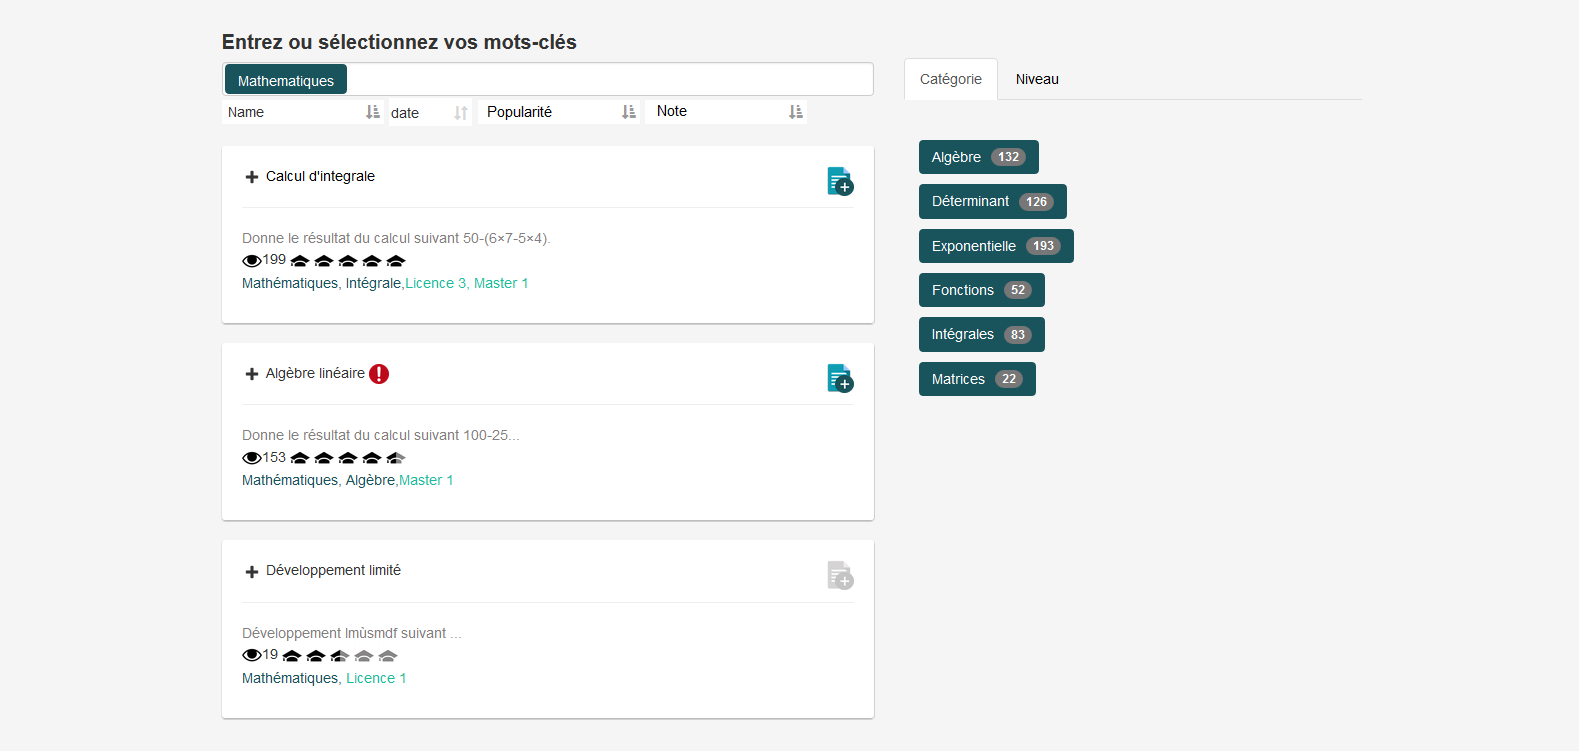 Entrez ou sélectionnez vos mots-clés
Mathematiques
Name date Popularité Note
Calcul d'integrale
Donne le résultat du calcul suivant 50-(6×7-5×4).
199
Mathématiques, Intégrale,Licence 3, Master 1
Algèbre linéaire
Donne le résultat du calcul suivant 100-25...
153
Mathématiques, Algèbre,Master 1
Développement limité
Développement lmùsmdf suivant ...
19
Mathématiques, Licence 1
Catégorie Niveau
Algèbre 132
Déterminant 126
Exponentielle 193
Fonctions 52
Intégrales 83
Matrices 22